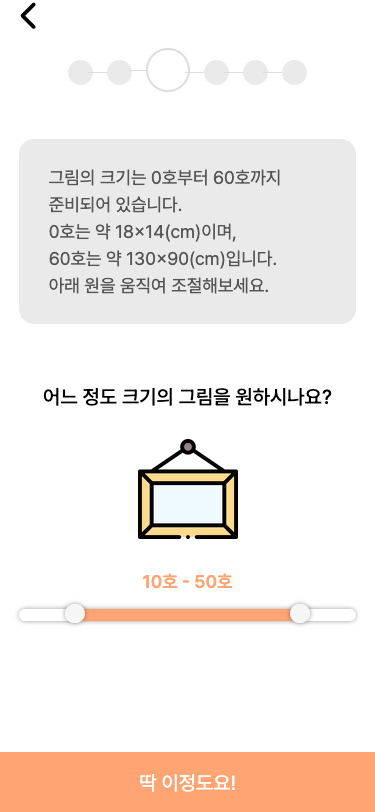 그림의 크기는 0호부터 60호까지
준비되어 있습니다.
0호는 약 18×14(cm)이며,
60호는 약 130×90(cm)입니다.
아래 원을 움직여 조절해보세요.
어느 정도 크기의 그림을 원하시나요?
10호 - 50호
딱 이정도요!